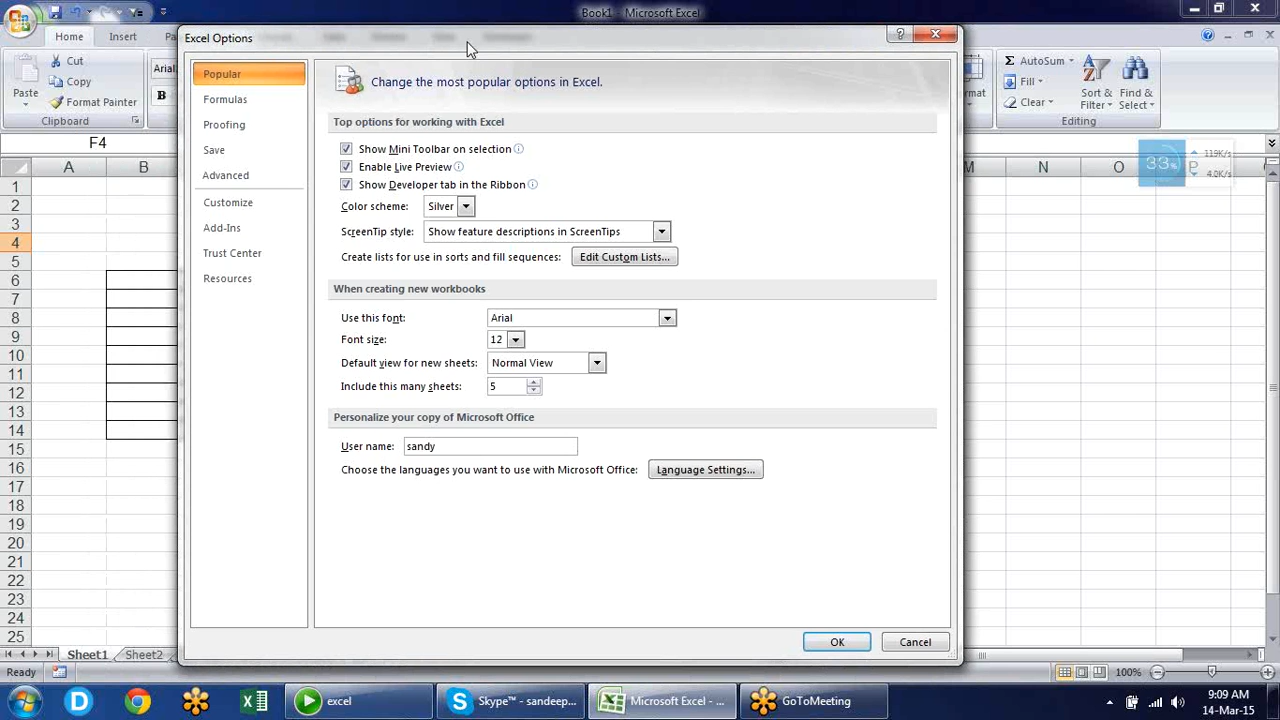 Book1 - Microsoft Excel
Home
Insert
Excel Options
Cut
Copy
Format Painter
Paste
Clipboard
Arial
B
AutoSum
Fill
Clear
Sort & Filter
Find & Select
Editing
F4
A B M N O P
1
2
3
4
5
6
7
8
9
10
11
12
13
14
15
16
17
18
19
20
21
22
23
24
25
Popular
Formulas
Proofing
Save
Advanced
Customize
Add-Ins
Trust Center
Resources
Change the most popular options in Excel.
Top options for working with Excel
Show Mini Toolbar on selection
Enable Live Preview
Show Developer tab in the Ribbon
Color scheme: Silver
ScreenTip style: Show feature descriptions in ScreenTips
Create lists for use in sorts and fill sequences: Edit Custom Lists...
When creating new workbooks
Use this font: Arial
Font size: 12
Default view for new sheets: Normal View
Include this many sheets: 5
Personalize your copy of Microsoft Office
User name: sandy
Choose the languages you want to use with Microsoft Office: Language Settings...
OK Cancel
33%
119K/s
4.0K/s
Sheet1 Sheet2
Ready
100%
excel
Skype™ - sandeep...
Microsoft Excel - ...
GoToMeeting
9:09 AM
14-Mar-15